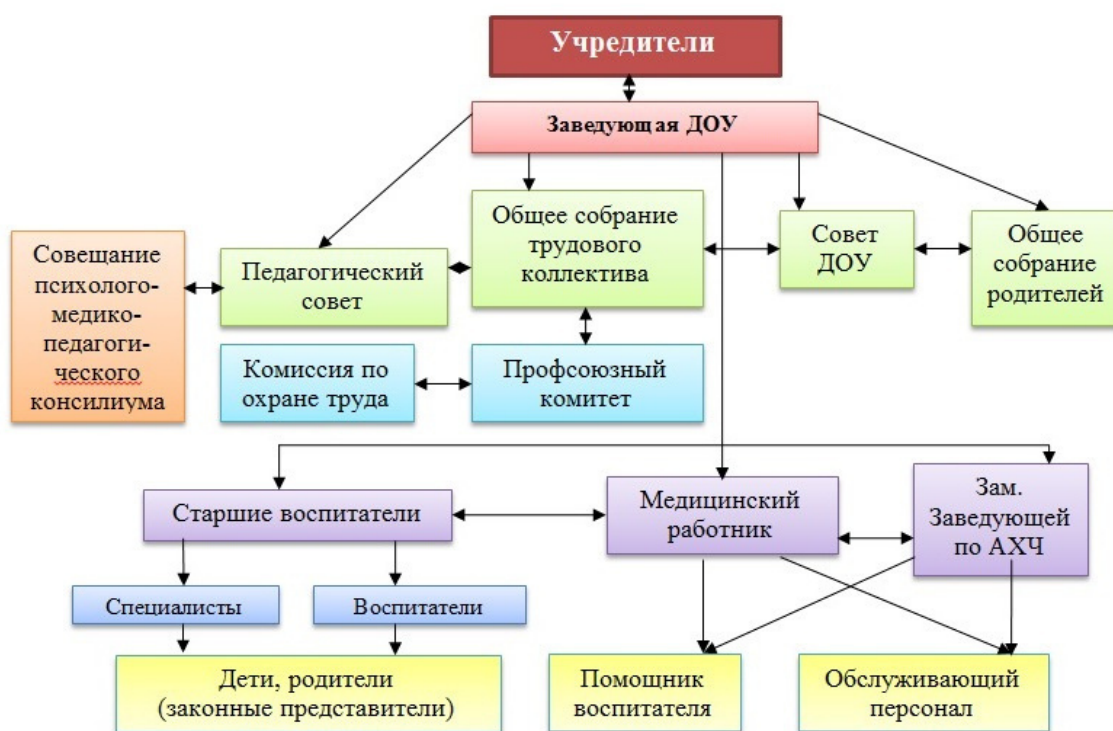 Учредители
Заведующая ДОУ
Общее собрание
трудового
коллектива
Совет
ДОУ
Общее
собрание
родителей
Совещание
психолого-
медико-
педагоги-
ческого
консилиума
Педагогический
совет
Комиссия по
охране труда
Профсоюзный
комитет
Старшие воспитатели
Медицинский
работник
Зам.
Заведующей
по АХЧ
Специалисты
Воспитатели
Дети, родители
(законные представители)
Помощник
воспитателя
Обслуживающий
персонал